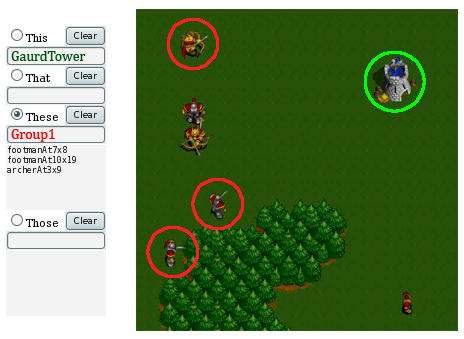 This Clear
GaurdTower
That Clear
These Clear
Group1
footmanAt7x8
footmanAt10x19
archerAt3x9
Those Clear